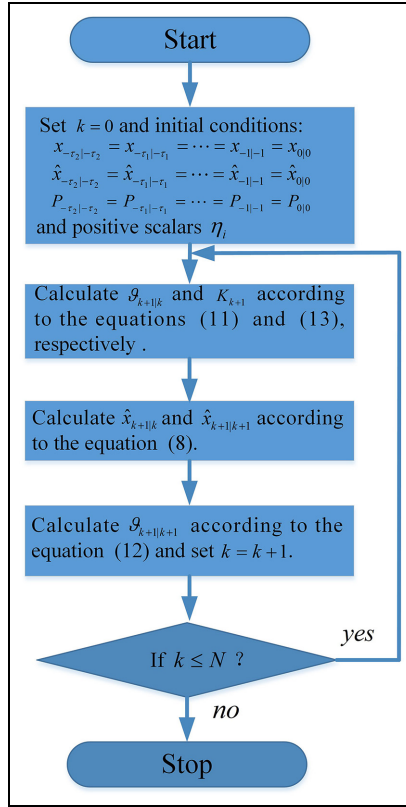 Start
Set k = 0 and initial conditions:
x_{-τ₂|-τ₂} = x_{-τ₁|-τ₁} = ⋯ = x_{-1|-1} = x_{0|0}
x̂_{-τ₂|-τ₂} = x̂_{-τ₁|-τ₁} = ⋯ = x̂_{-1|-1} = x̂_{0|0}
P_{-τ₂|-τ₂} = P_{-τ₁|-τ₁} = ⋯ = P_{-1|-1} = P_{0|0}
and positive scalars η_i
Calculate ϑ_{k+1|k} and K_{k+1} according
to the equations (11) and (13),
respectively .
Calculate x̂_{k+1|k} and x̂_{k+1|k+1} according
to the equation (8).
Calculate ϑ_{k+1|k+1} according to the
equation (12) and set k = k+1.
yes
If k ≤ N ?
no
Stop